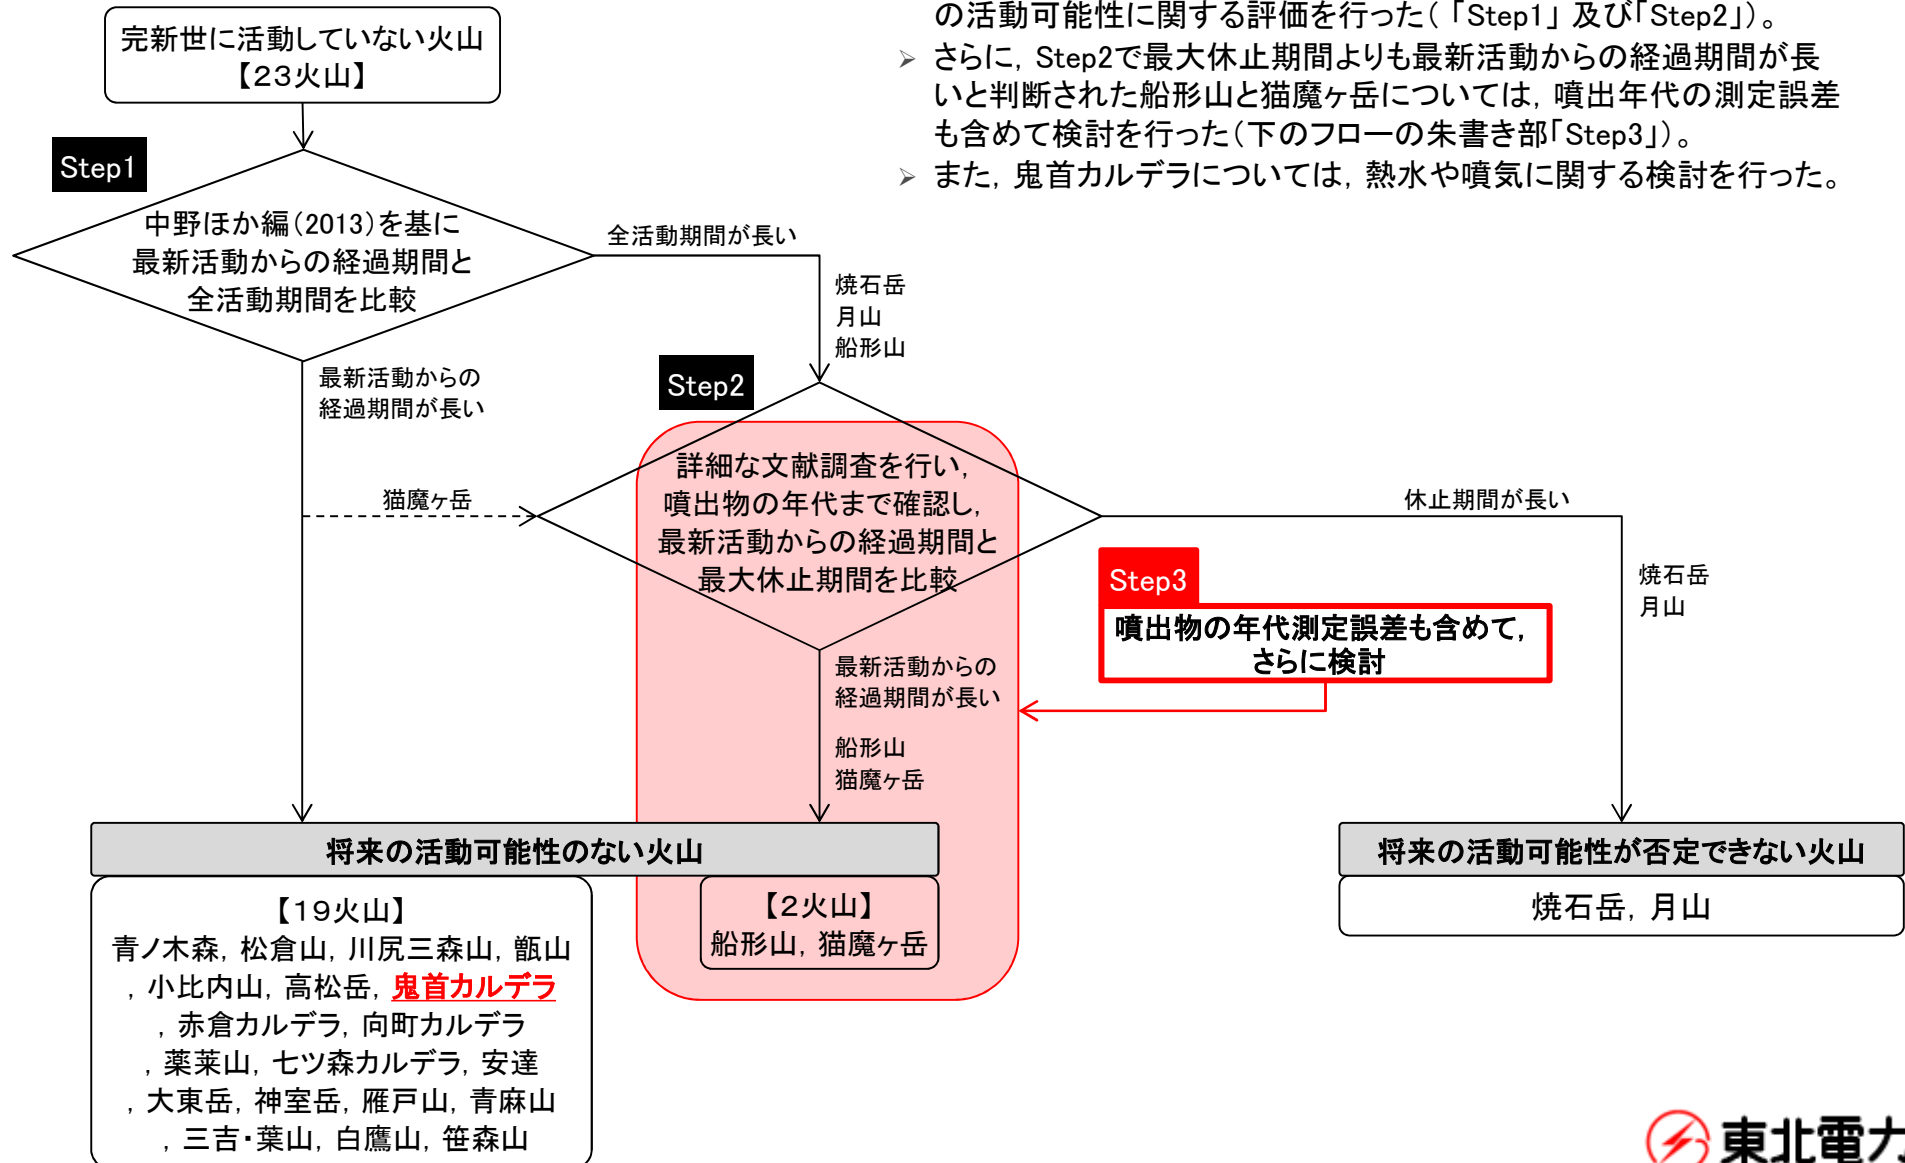 の活動可能性に関する評価を行った(「Step1」及び「Step2」)。
➢ さらに, Step2で最大休止期間よりも最新活動からの経過期間が長
いと判断された船形山と猫魔ヶ岳については, 噴出年代の測定誤差
も含めて検討を行った(下のフローの朱書き部「Step3」)。
➢ また, 鬼首カルデラについては, 熱水や噴気に関する検討を行った。
完新世に活動していない火山
【23火山】
Step1
中野ほか編(2013)を基に
最新活動からの経過期間と
全活動期間を比較
全活動期間が長い
焼石岳
月山
船形山
最新活動からの
経過期間が長い
猫魔ヶ岳
Step2
詳細な文献調査を行い,
噴出物の年代まで確認し,
最新活動からの経過期間と
最大休止期間を比較
休止期間が長い
焼石岳
月山
Step3
噴出物の年代測定誤差も含めて,
さらに検討
最新活動からの
経過期間が長い
船形山
猫魔ヶ岳
将来の活動可能性のない火山
【19火山】
青ノ木森, 松倉山, 川尻三森山, 甑山
, 小比内山, 高松岳, 鬼首カルデラ
, 赤倉カルデラ, 向町カルデラ
, 薬莱山, 七ツ森カルデラ, 安達
, 大東岳, 神室岳, 雁戸山, 青麻山
, 三吉・葉山, 白鷹山, 笹森山
【2火山】
船形山, 猫魔ヶ岳
将来の活動可能性が否定できない火山
焼石岳, 月山
東北電力